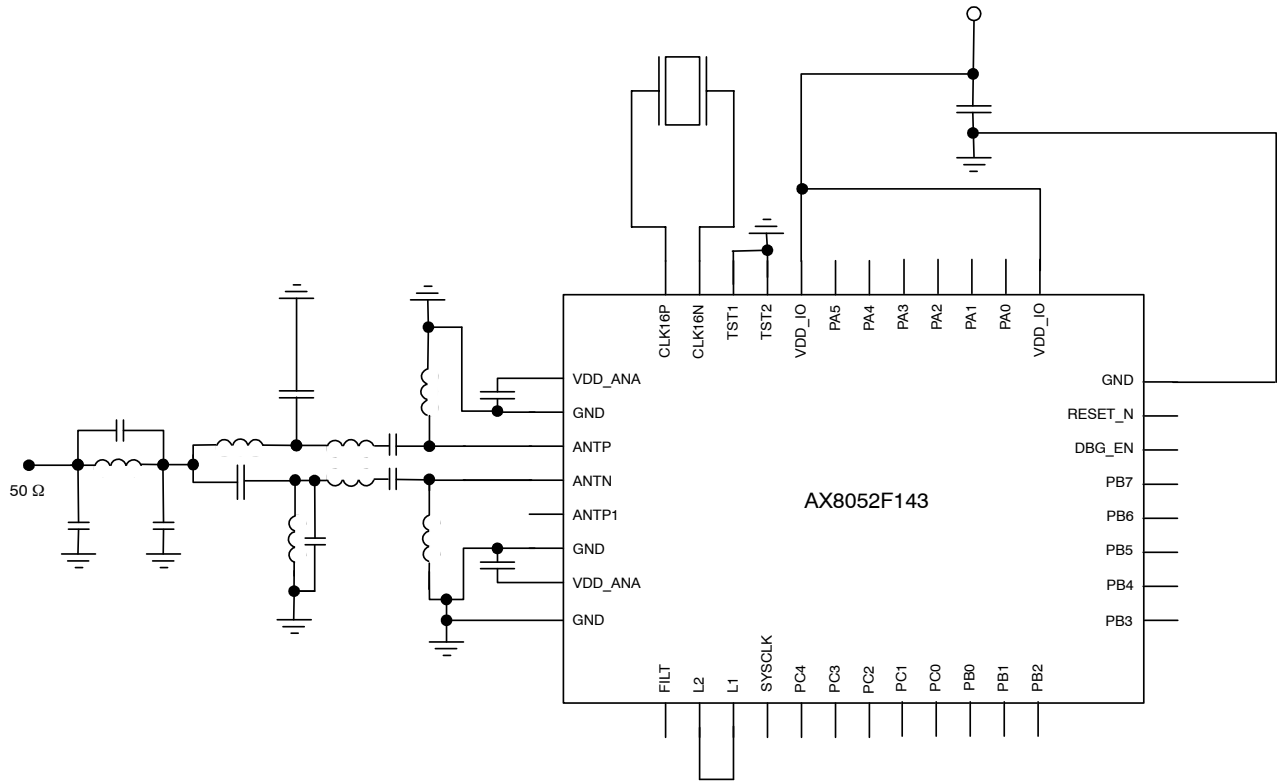 CLK16P
CLK16N
TST1
TST2
VDD_IO
PA5
PA4
PA3
PA2
PA1
PA0
VDD_IO
VDD_ANA
GND
ANTP
ANTN
ANTP1
GND
VDD_ANA
GND
50 Ω
AX8052F143
GND
RESET_N
DBG_EN
PB7
PB6
PB5
PB4
PB3
FILT
L2
L1
SYSCLK
PC4
PC3
PC2
PC1
PC0
PB0
PB1
PB2